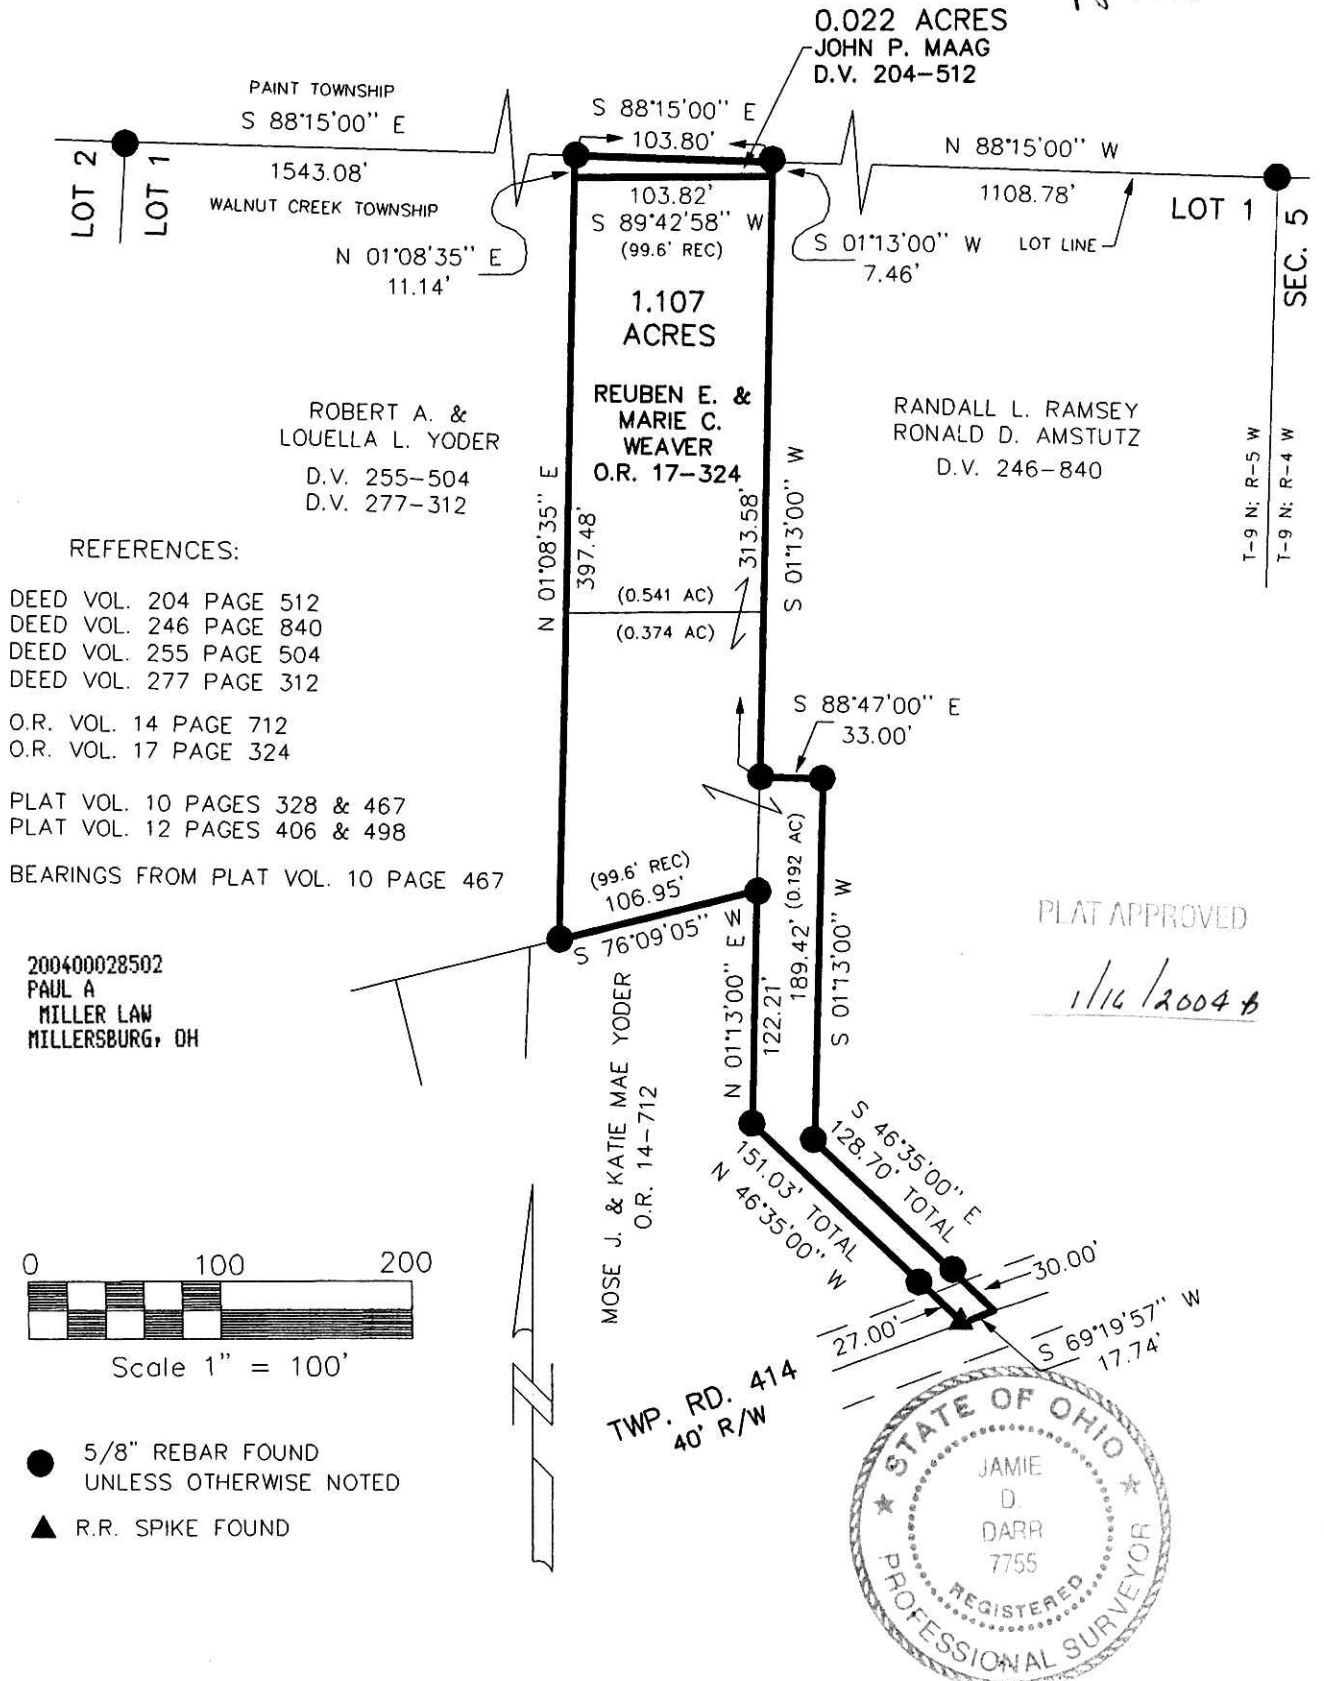 0.022 ACRES
JOHN P. MAAG
D.V. 204-512
PAINT TOWNSHIP
S 88°15'00" E
1543.08'
WALNUT CREEK TOWNSHIP
LOT 2
LOT 1
S 88°15'00" E
103.80'
103.82'
S 89°42'58" W
(99.6' REC)
N 88°15'00" W
1108.78'
LOT 1
SEC. 5
LOT LINE
N 01°08'35" E
11.14'
S 01°13'00" W
7.46'
1.107
ACRES
REUBEN E. &
MARIE C.
WEAVER
O.R. 17-324
ROBERT A. &
LOUELLA L. YODER
D.V. 255-504
D.V. 277-312
RANDALL L. RAMSEY
RONALD D. AMSTUTZ
D.V. 246-840
T-9 N; R-5 W
T-9 N; R-4 W
N 01°08'35" E
397.48'
313.58'
S 01°13'00" W
(0.541 AC)
(0.374 AC)
REFERENCES:
DEED VOL. 204 PAGE 512
DEED VOL. 246 PAGE 840
DEED VOL. 255 PAGE 504
DEED VOL. 277 PAGE 312
O.R. VOL. 14 PAGE 712
O.R. VOL. 17 PAGE 324
PLAT VOL. 10 PAGES 328 & 467
PLAT VOL. 12 PAGES 406 & 498
BEARINGS FROM PLAT VOL. 10 PAGE 467
S 88°47'00" E
33.00'
(99.6' REC)
106.95'
S 76°09'05" W
N 01°13'00" E
122.21'
189.42' (0.192 AC)
S 01°13'00" W
PLAT APPROVED
1/16/2004
200400028502
PAUL A
MILLER LAW
MILLERSBURG, OH
MOSE J. & KATIE MAE YODER
O.R. 14-712
S 46°35'00" E
128.70' TOTAL
151.03' TOTAL
N 46°35'00" W
30.00'
27.00'
S 69°19'57" W
17.74'
TWP. RD. 414
40' R/W
0 100 200
Scale 1" = 100'
5/8" REBAR FOUND
UNLESS OTHERWISE NOTED
R.R. SPIKE FOUND
STATE OF OHIO
JAMIE
D.
DARR
7755
REGISTERED
PROFESSIONAL SURVEYOR